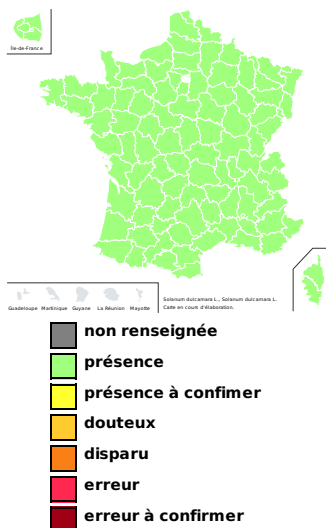 Île-de-France
Guadeloupe Martinique Guyane La Réunion Mayotte
Solanum dulcamara L., Solanum dulcamara L.
Carte en cours d'élaboration.
non renseignée
présence
présence à confimer
douteux
disparu
erreur
erreur à confirmer